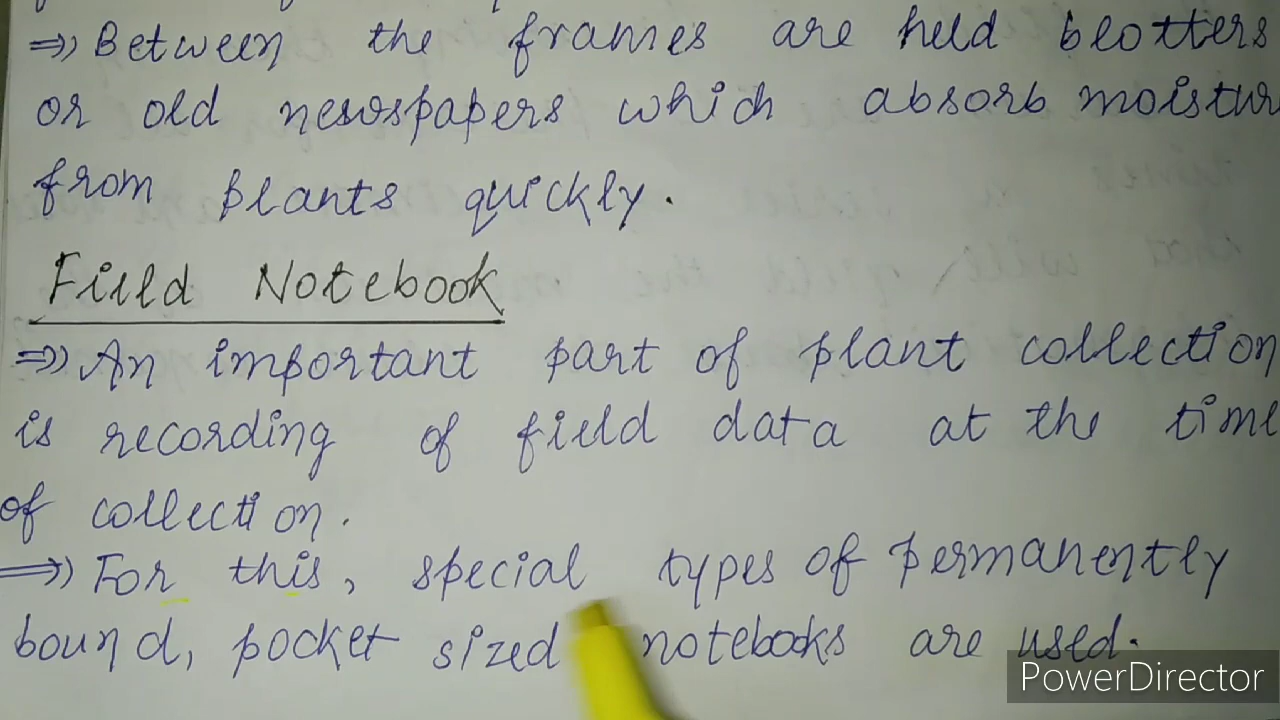 ⇒ Between the frames are held blotters
or old newspapers which absorb moistur
from plants quickly.
Field Notebook
⇒ An important part of plant collection
is recording of field data at the time
of collection.
⇒ For this, special types of permanently
bound, pocket sized notebooks are used.
PowerDirector